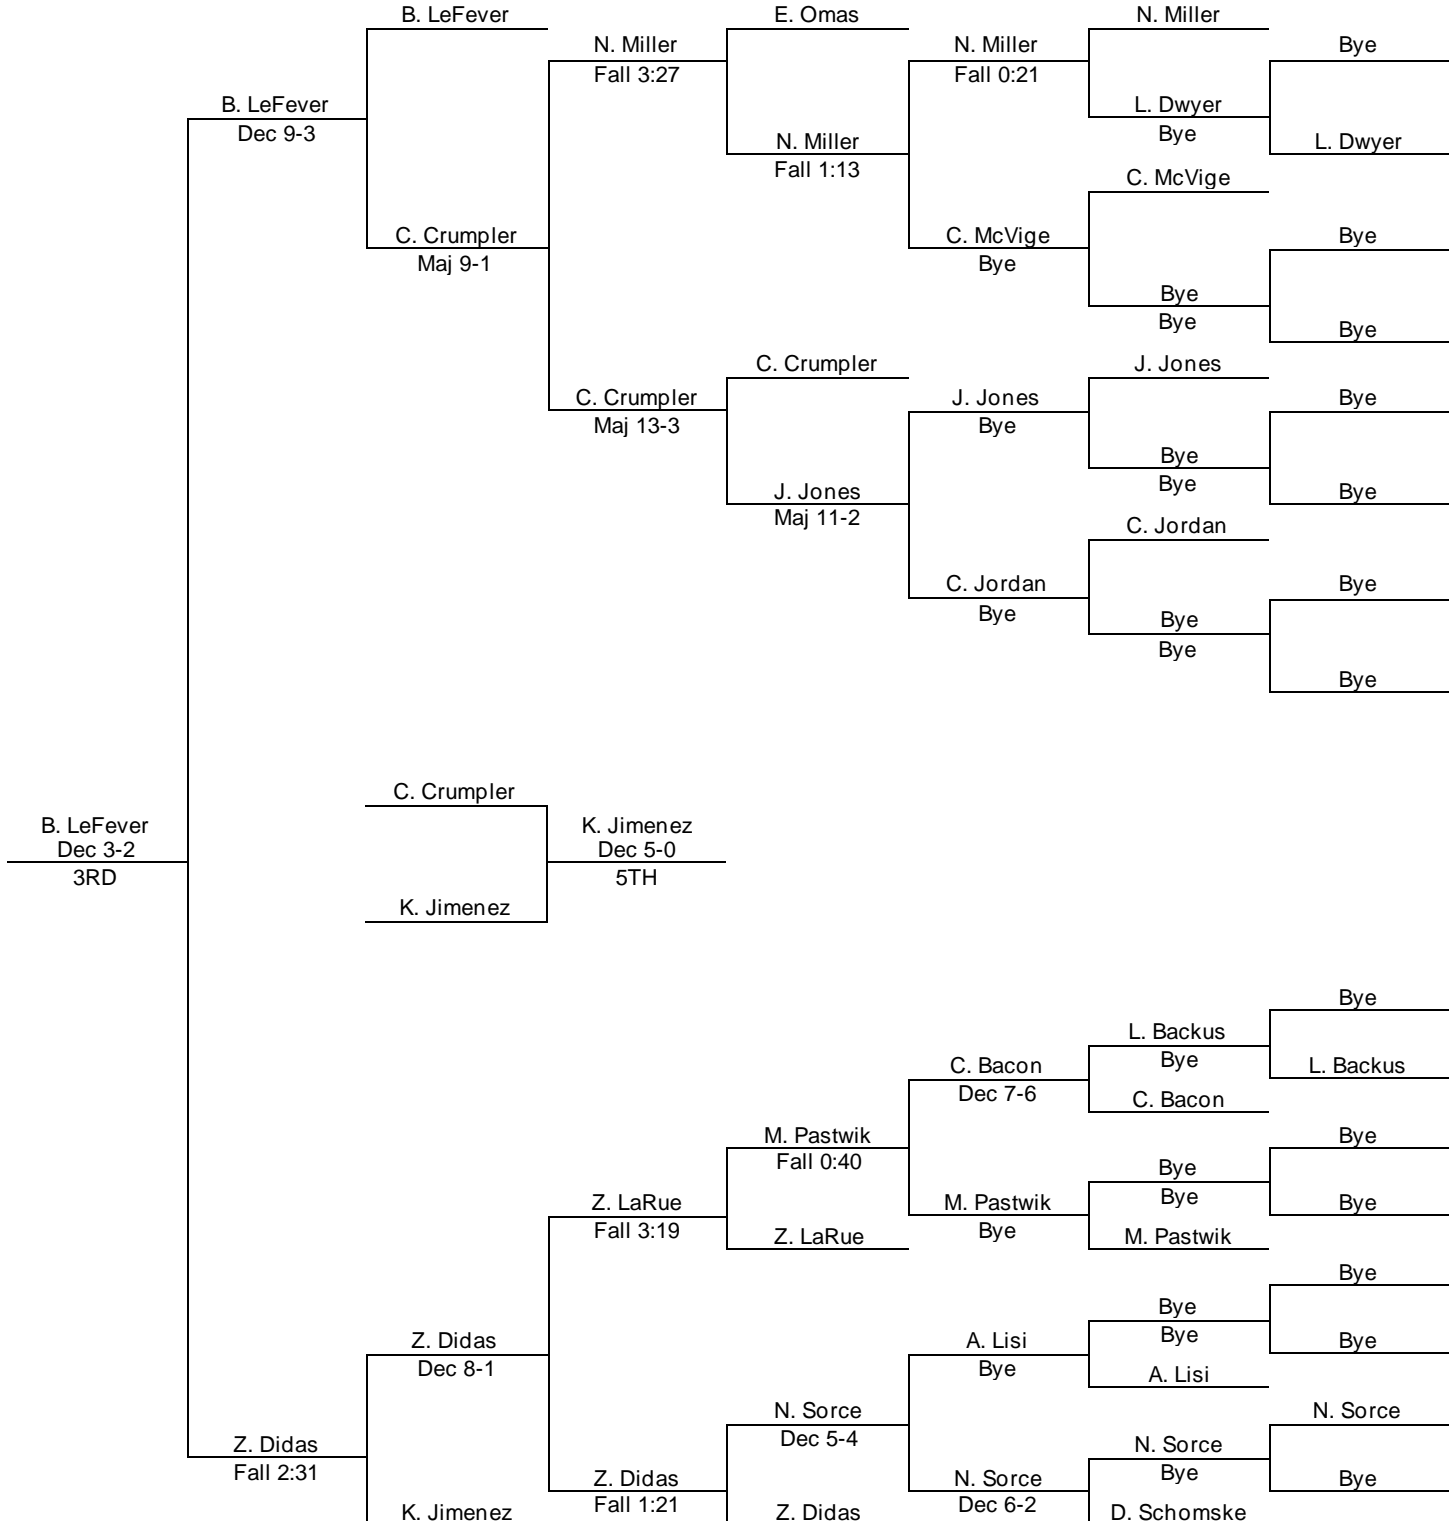 B. LeFever
E. Omas
N. Miller
N. Miller
Fall 3:27
N. Miller
Fall 0:21
Bye
B. LeFever
Dec 9-3
L. Dwyer
Bye
N. Miller
Fall 1:13
L. Dwyer
C. McVige
C. Crumpler
Maj 9-1
C. McVige
Bye
Bye
Bye
Bye
Bye
C. Crumpler
J. Jones
C. Crumpler
Maj 13-3
J. Jones
Bye
Bye
Bye
Bye
J. Jones
Maj 11-2
Bye
C. Jordan
C. Jordan
Bye
Bye
Bye
Bye
Bye
C. Crumpler
B. LeFever
Dec 3-2
3RD
K. Jimenez
Dec 5-0
5TH
K. Jimenez
Bye
L. Backus
Bye
C. Bacon
Dec 7-6
L. Backus
C. Bacon
M. Pastwik
Fall 0:40
Bye
Bye
Bye
Z. LaRue
Fall 3:19
M. Pastwik
Bye
Bye
Z. LaRue
M. Pastwik
Bye
Bye
Bye
Z. Didas
Dec 8-1
A. Lisi
Bye
Bye
A. Lisi
N. Sorce
Dec 5-4
N. Sorce
Z. Didas
Fall 2:31
N. Sorce
Bye
Z. Didas
Fall 1:21
N. Sorce
Dec 6-2
Bye
K. Jimenez
Z. Didas
D. Schomske